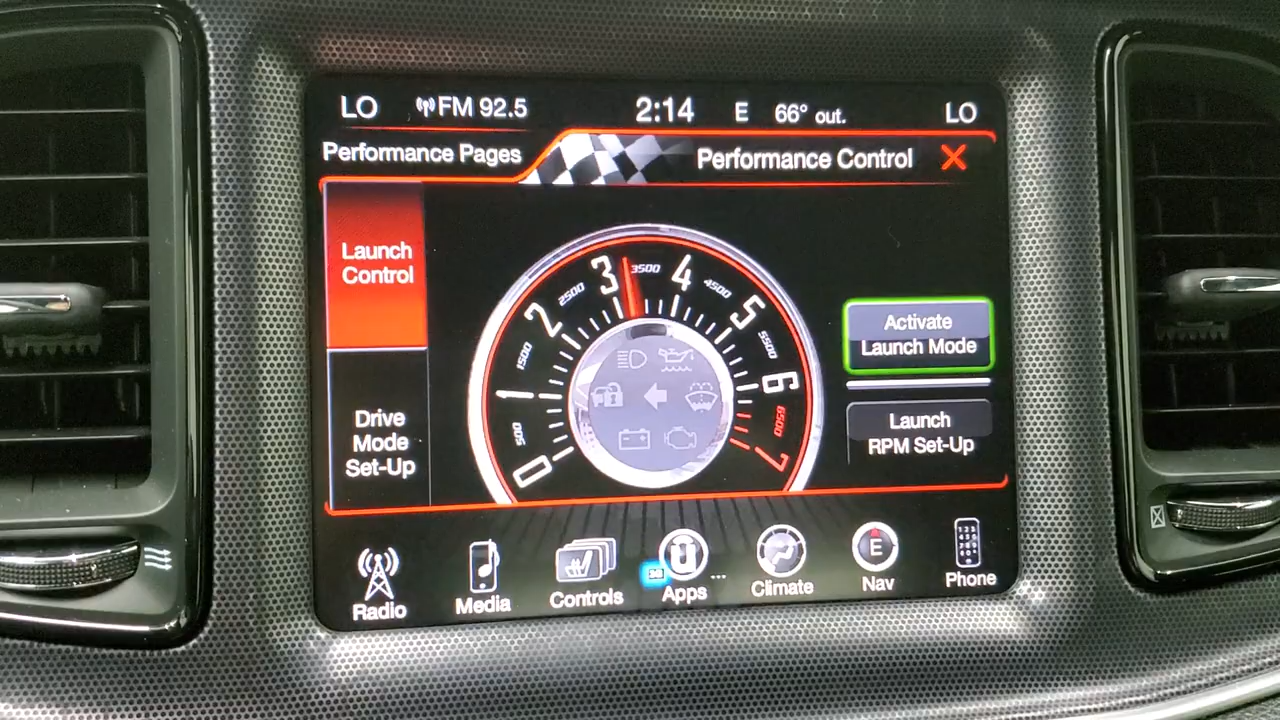 LO FM 92.5 2:14 E 66° out. LO
Performance Pages Performance Control X
Launch
Control
Drive
Mode
Set-Up
0
500
1
1500
2
2500
3
3500
4
4500
5
5500
6
6500
7
Activate
Launch Mode
Launch
RPM Set-Up
Radio Media Controls Apps ... Climate E Nav Phone